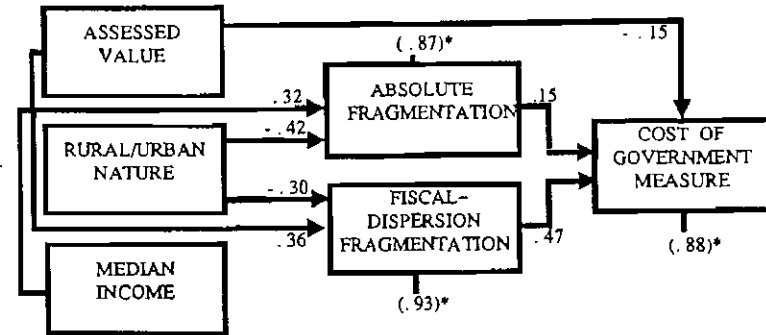 ASSESSED
VALUE
- .15
(.87)*
ABSOLUTE
FRAGMENTATION
.32
.15
- .42
RURAL/URBAN
NATURE
COST OF
GOVERNMENT
MEASURE
- .30
FISCAL-
DISPERSION
FRAGMENTATION
.36
.47
(.88)*
MEDIAN
INCOME
(.93)*